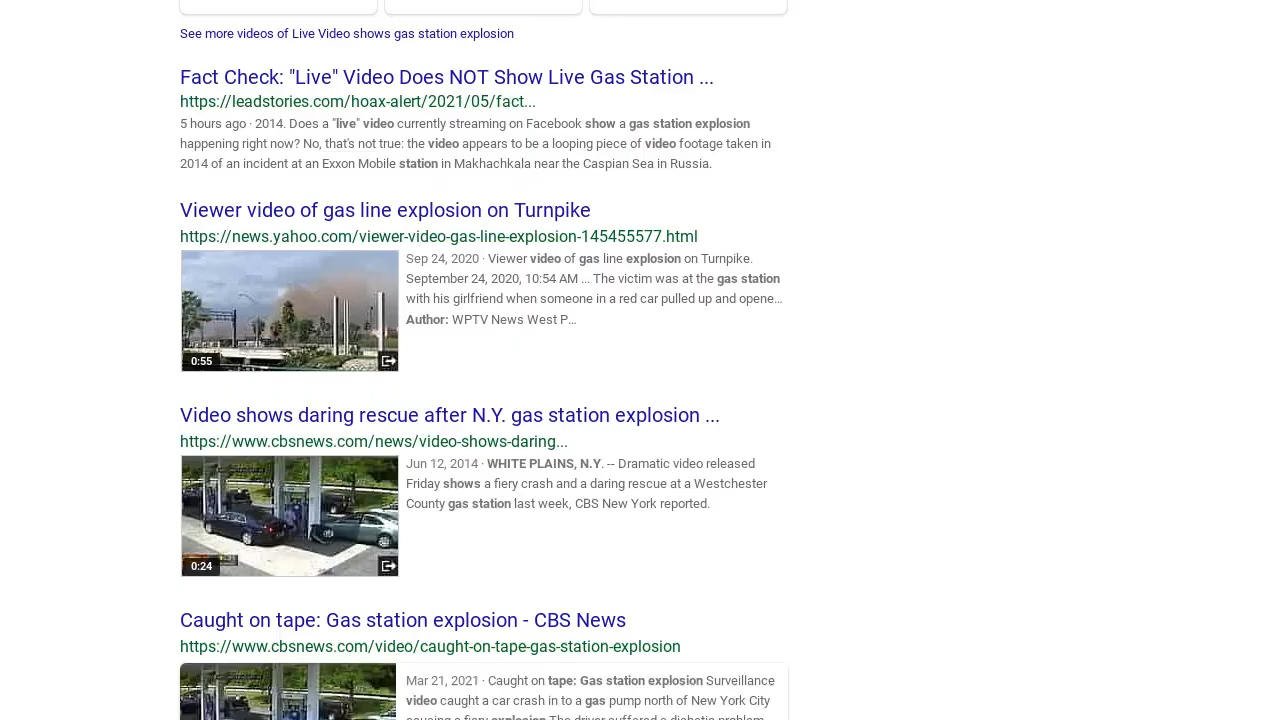 See more videos of Live Video shows gas station explosion
Fact Check: "Live" Video Does NOT Show Live Gas Station ...
https://leadstories.com/hoax-alert/2021/05/fact...
5 hours ago · 2014. Does a "live" video currently streaming on Facebook show a gas station explosion
happening right now? No, that's not true: the video appears to be a looping piece of video footage taken in
2014 of an incident at an Exxon Mobile station in Makhachkala near the Caspian Sea in Russia.
Viewer video of gas line explosion on Turnpike
https://news.yahoo.com/viewer-video-gas-line-explosion-145455577.html
Sep 24, 2020 · Viewer video of gas line explosion on Turnpike.
September 24, 2020, 10:54 AM ... The victim was at the gas station
with his girlfriend when someone in a red car pulled up and opene...
Author: WPTV News West P...
0:55
Video shows daring rescue after N.Y. gas station explosion ...
https://www.cbsnews.com/news/video-shows-daring...
Jun 12, 2014 · WHITE PLAINS, N.Y. -- Dramatic video released
Friday shows a fiery crash and a daring rescue at a Westchester
County gas station last week, CBS New York reported.
0:24
Caught on tape: Gas station explosion - CBS News
https://www.cbsnews.com/video/caught-on-tape-gas-station-explosion
Mar 21, 2021 · Caught on tape: Gas station explosion Surveillance
video caught a car crash in to a gas pump north of New York City
causing a fiery explosion The driver suffered a diabetic problem